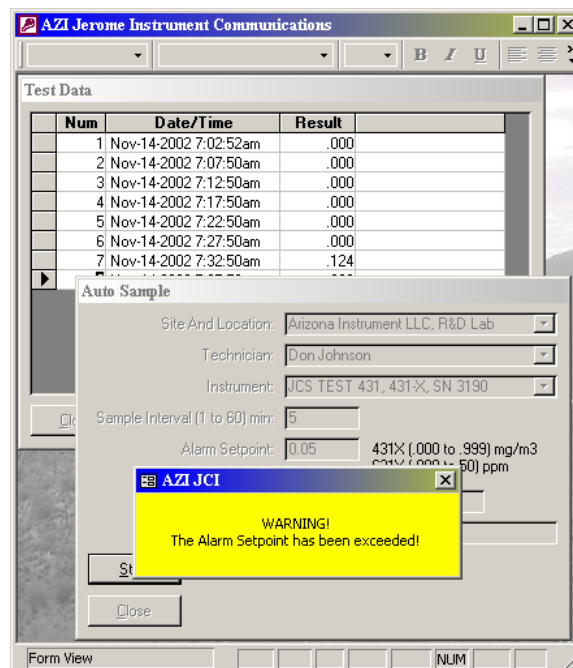 AZI Jerome Instrument Communications
B I U
Test Data
Num Date/Time Result
1 Nov-14-2002 7:02:52am .000
2 Nov-14-2002 7:07:50am .000
3 Nov-14-2002 7:12:50am .000
4 Nov-14-2002 7:17:50am .000
5 Nov-14-2002 7:22:50am .000
6 Nov-14-2002 7:27:50am .000
7 Nov-14-2002 7:32:50am .124
Auto Sample
Site And Location: Arizona Instrument LLC, R&D Lab
Technician: Don Johnson
Instrument: JCS TEST 431, 431-X, SN 3190
Sample Interval (1 to 60) min: 5
Alarm Setpoint: 0.05 431X (.000 to .999) mg/m3
50) ppm
AZI JCI
WARNING!
The Alarm Setpoint has been exceeded!
Close
Form View NUM